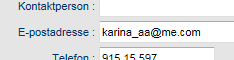 Kontaktperson :
E-postadresse : karina_aa@me.com
Telefon : 915 15 597